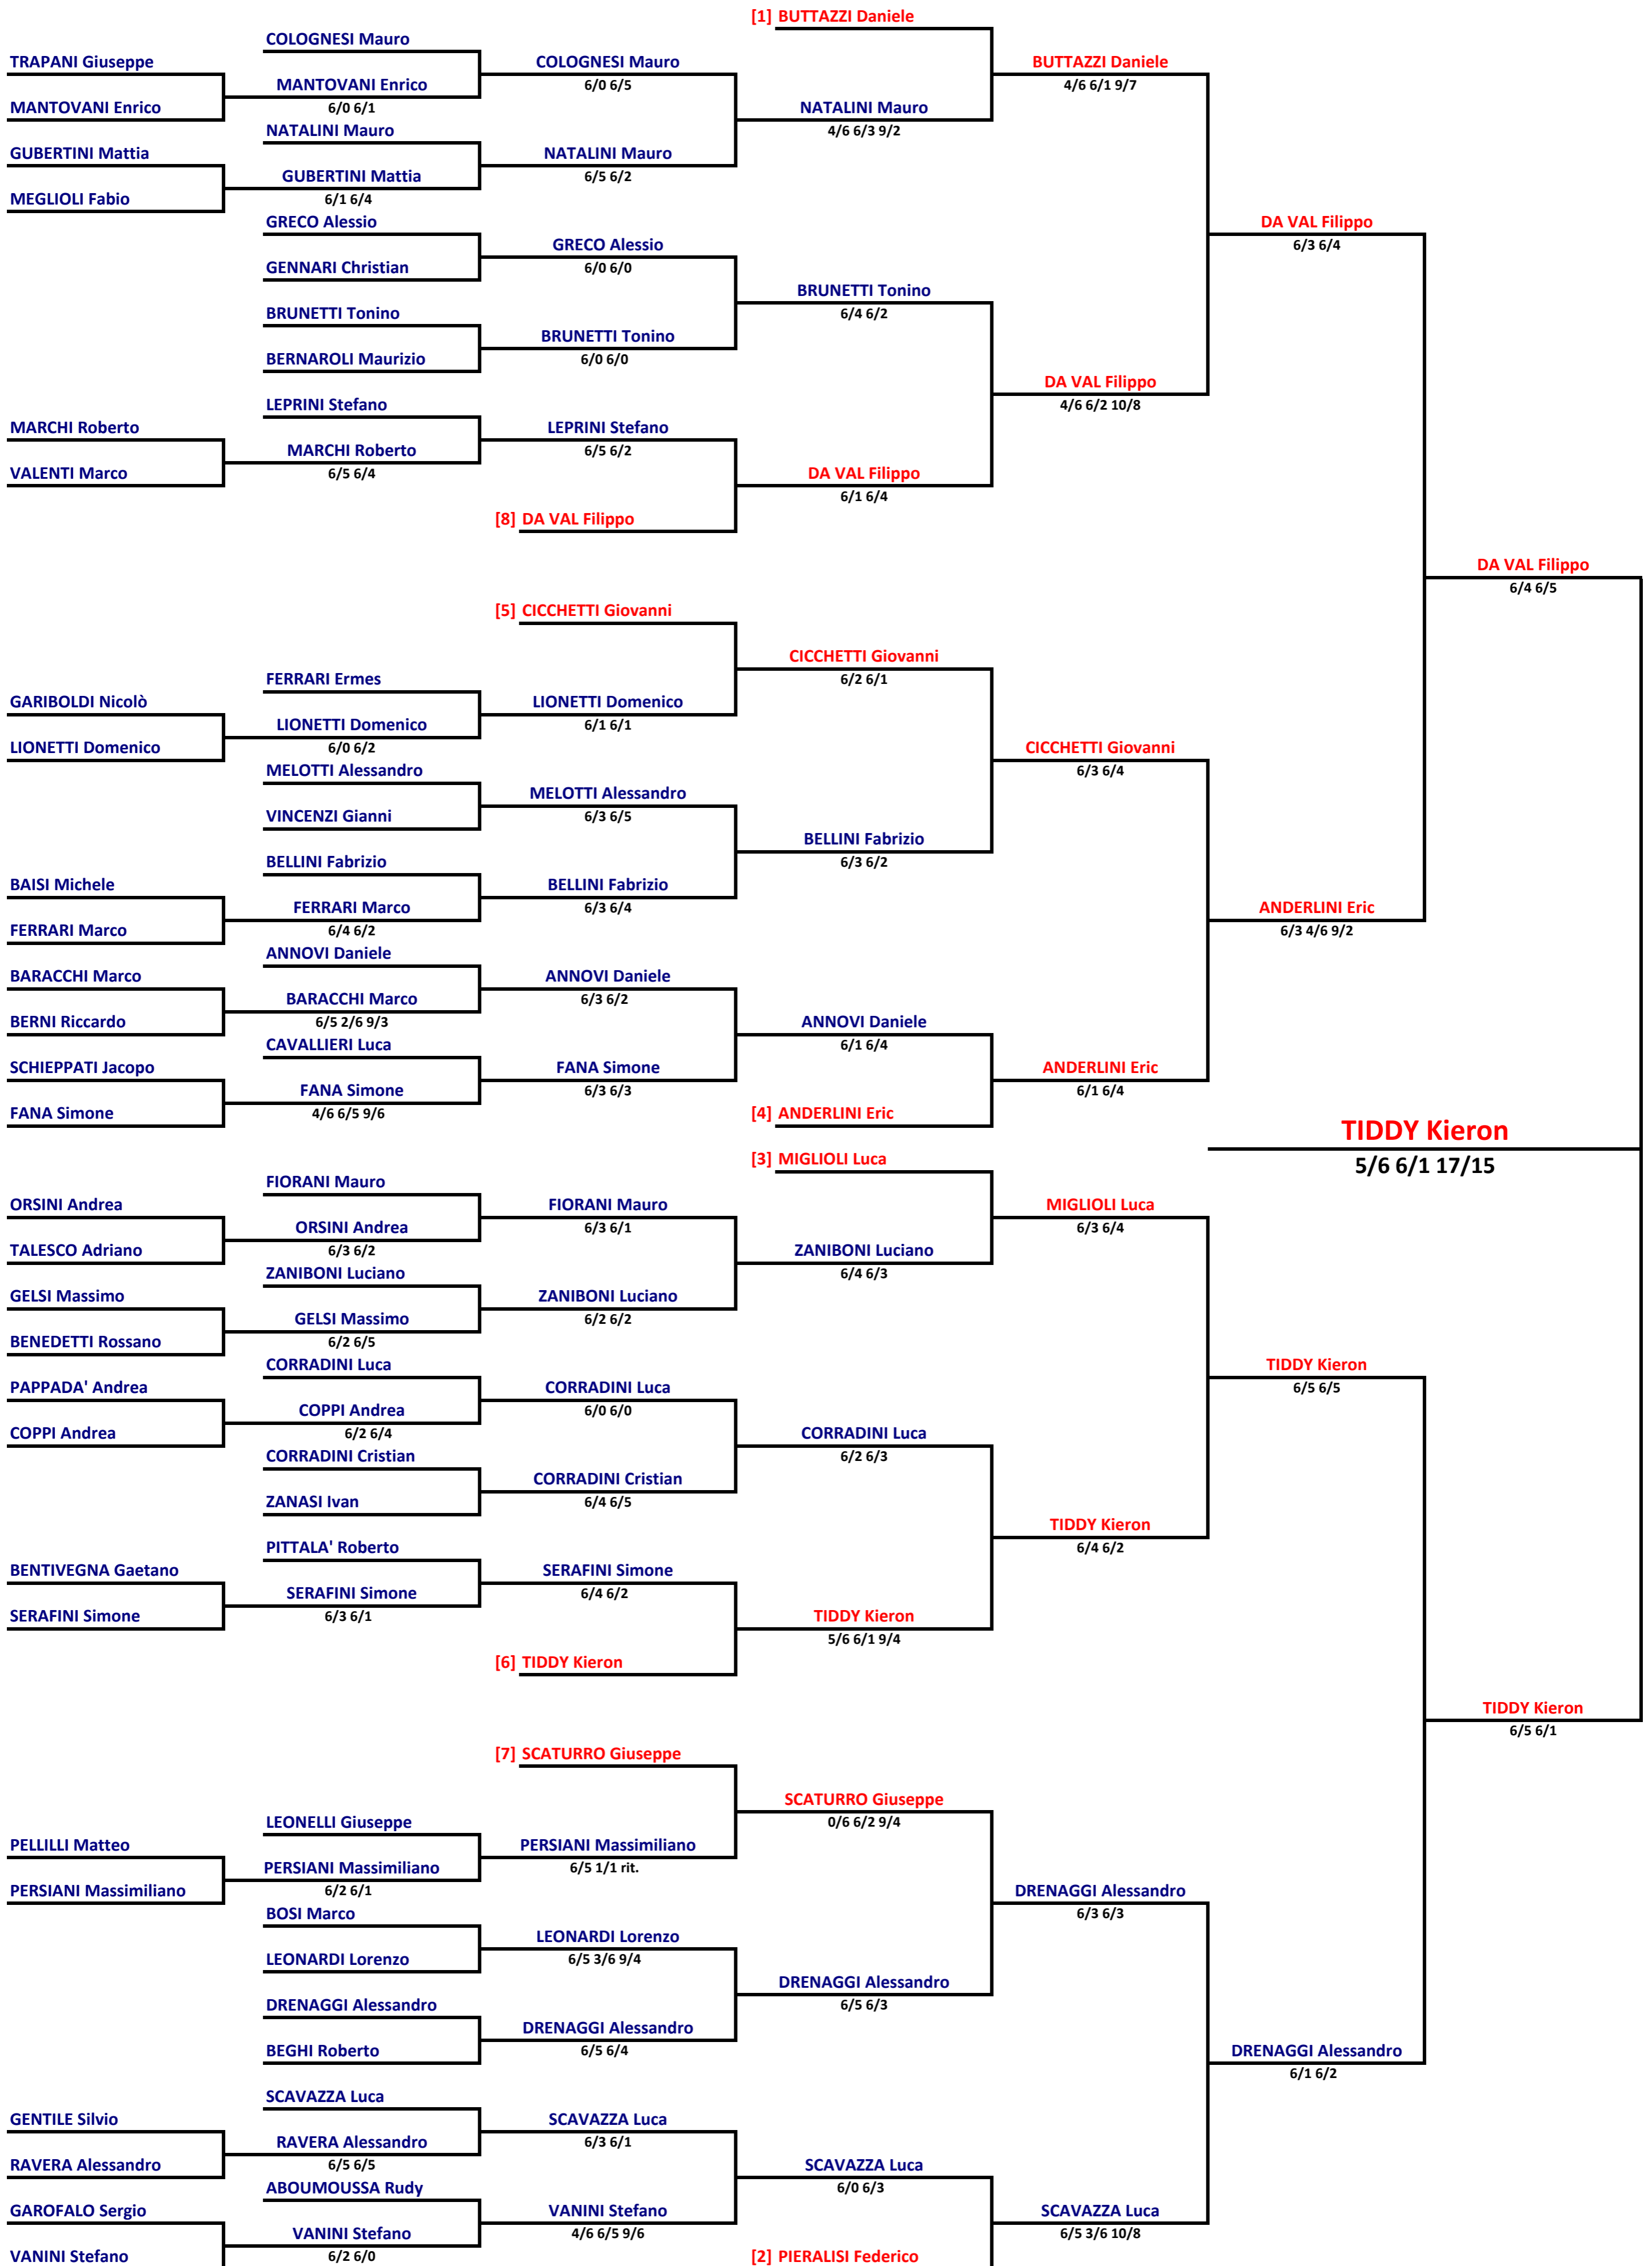 [1] BUTTAZZI Daniele
COLOGNESI Mauro
TRAPANI Giuseppe
COLOGNESI Mauro
BUTTAZZI Daniele
MANTOVANI Enrico
6/0 6/5
4/6 6/1 9/7
MANTOVANI Enrico
6/0 6/1
NATALINI Mauro
NATALINI Mauro
4/6 6/3 9/2
GUBERTINI Mattia
NATALINI Mauro
GUBERTINI Mattia
6/5 6/2
MEGLIOLI Fabio
6/1 6/4
GRECO Alessio
DA VAL Filippo
GRECO Alessio
6/3 6/4
GENNARI Christian
6/0 6/0
BRUNETTI Tonino
BRUNETTI Tonino
6/4 6/2
BRUNETTI Tonino
BERNAROLI Maurizio
6/0 6/0
DA VAL Filippo
LEPRINI Stefano
4/6 6/2 10/8
MARCHI Roberto
LEPRINI Stefano
MARCHI Roberto
6/5 6/2
VALENTI Marco
6/5 6/4
DA VAL Filippo
6/1 6/4
[8] DA VAL Filippo
DA VAL Filippo
6/4 6/5
[5] CICCHETTI Giovanni
CICCHETTI Giovanni
FERRARI Ermes
6/2 6/1
GARIBOLDI Nicolò
LIONETTI Domenico
LIONETTI Domenico
6/1 6/1
LIONETTI Domenico
6/0 6/2
CICCHETTI Giovanni
MELOTTI Alessandro
6/3 6/4
MELOTTI Alessandro
VINCENZI Gianni
6/3 6/5
BELLINI Fabrizio
BELLINI Fabrizio
6/3 6/2
BAISI Michele
BELLINI Fabrizio
FERRARI Marco
6/3 6/4
ANDERLINI Eric
FERRARI Marco
6/4 6/2
6/3 4/6 9/2
ANNOVI Daniele
BARACCHI Marco
ANNOVI Daniele
BARACCHI Marco
6/3 6/2
BERNI Riccardo
6/5 2/6 9/3
ANNOVI Daniele
CAVALLIERI Luca
6/1 6/4
SCHIEPPATI Jacopo
FANA Simone
ANDERLINI Eric
FANA Simone
6/3 6/3
6/1 6/4
FANA Simone
4/6 6/5 9/6
[4] ANDERLINI Eric
TIDDY Kieron
5/6 6/1 17/15
[3] MIGLIOLI Luca
FIORANI Mauro
ORSINI Andrea
FIORANI Mauro
MIGLIOLI Luca
ORSINI Andrea
6/3 6/1
6/3 6/4
TALESCO Adriano
6/3 6/2
ZANIBONI Luciano
ZANIBONI Luciano
6/4 6/3
GELSI Massimo
ZANIBONI Luciano
GELSI Massimo
6/2 6/2
BENEDETTI Rossano
6/2 6/5
CORRADINI Luca
TIDDY Kieron
PAPPADA' Andrea
CORRADINI Luca
6/5 6/5
COPPI Andrea
6/0 6/0
COPPI Andrea
6/2 6/4
CORRADINI Luca
CORRADINI Cristian
6/2 6/3
CORRADINI Cristian
ZANASI Ivan
6/4 6/5
TIDDY Kieron
PITTALA' Roberto
6/4 6/2
BENTIVEGNA Gaetano
SERAFINI Simone
SERAFINI Simone
6/4 6/2
SERAFINI Simone
6/3 6/1
TIDDY Kieron
5/6 6/1 9/4
[6] TIDDY Kieron
TIDDY Kieron
6/5 6/1
[7] SCATURRO Giuseppe
SCATURRO Giuseppe
LEONELLI Giuseppe
0/6 6/2 9/4
PELLILLI Matteo
PERSIANI Massimiliano
PERSIANI Massimiliano
6/5 1/1 rit.
PERSIANI Massimiliano
6/2 6/1
DRENAGGI Alessandro
BOSI Marco
6/3 6/3
LEONARDI Lorenzo
LEONARDI Lorenzo
6/5 3/6 9/4
DRENAGGI Alessandro
DRENAGGI Alessandro
6/5 6/3
DRENAGGI Alessandro
BEGHI Roberto
6/5 6/4
DRENAGGI Alessandro
6/1 6/2
SCAVAZZA Luca
GENTILE Silvio
SCAVAZZA Luca
RAVERA Alessandro
6/3 6/1
RAVERA Alessandro
6/5 6/5
SCAVAZZA Luca
ABOUMOUSSA Rudy
6/0 6/3
GAROFALO Sergio
VANINI Stefano
SCAVAZZA Luca
VANINI Stefano
4/6 6/5 9/6
6/5 3/6 10/8
VANINI Stefano
6/2 6/0
[2] PIERALISI Federico